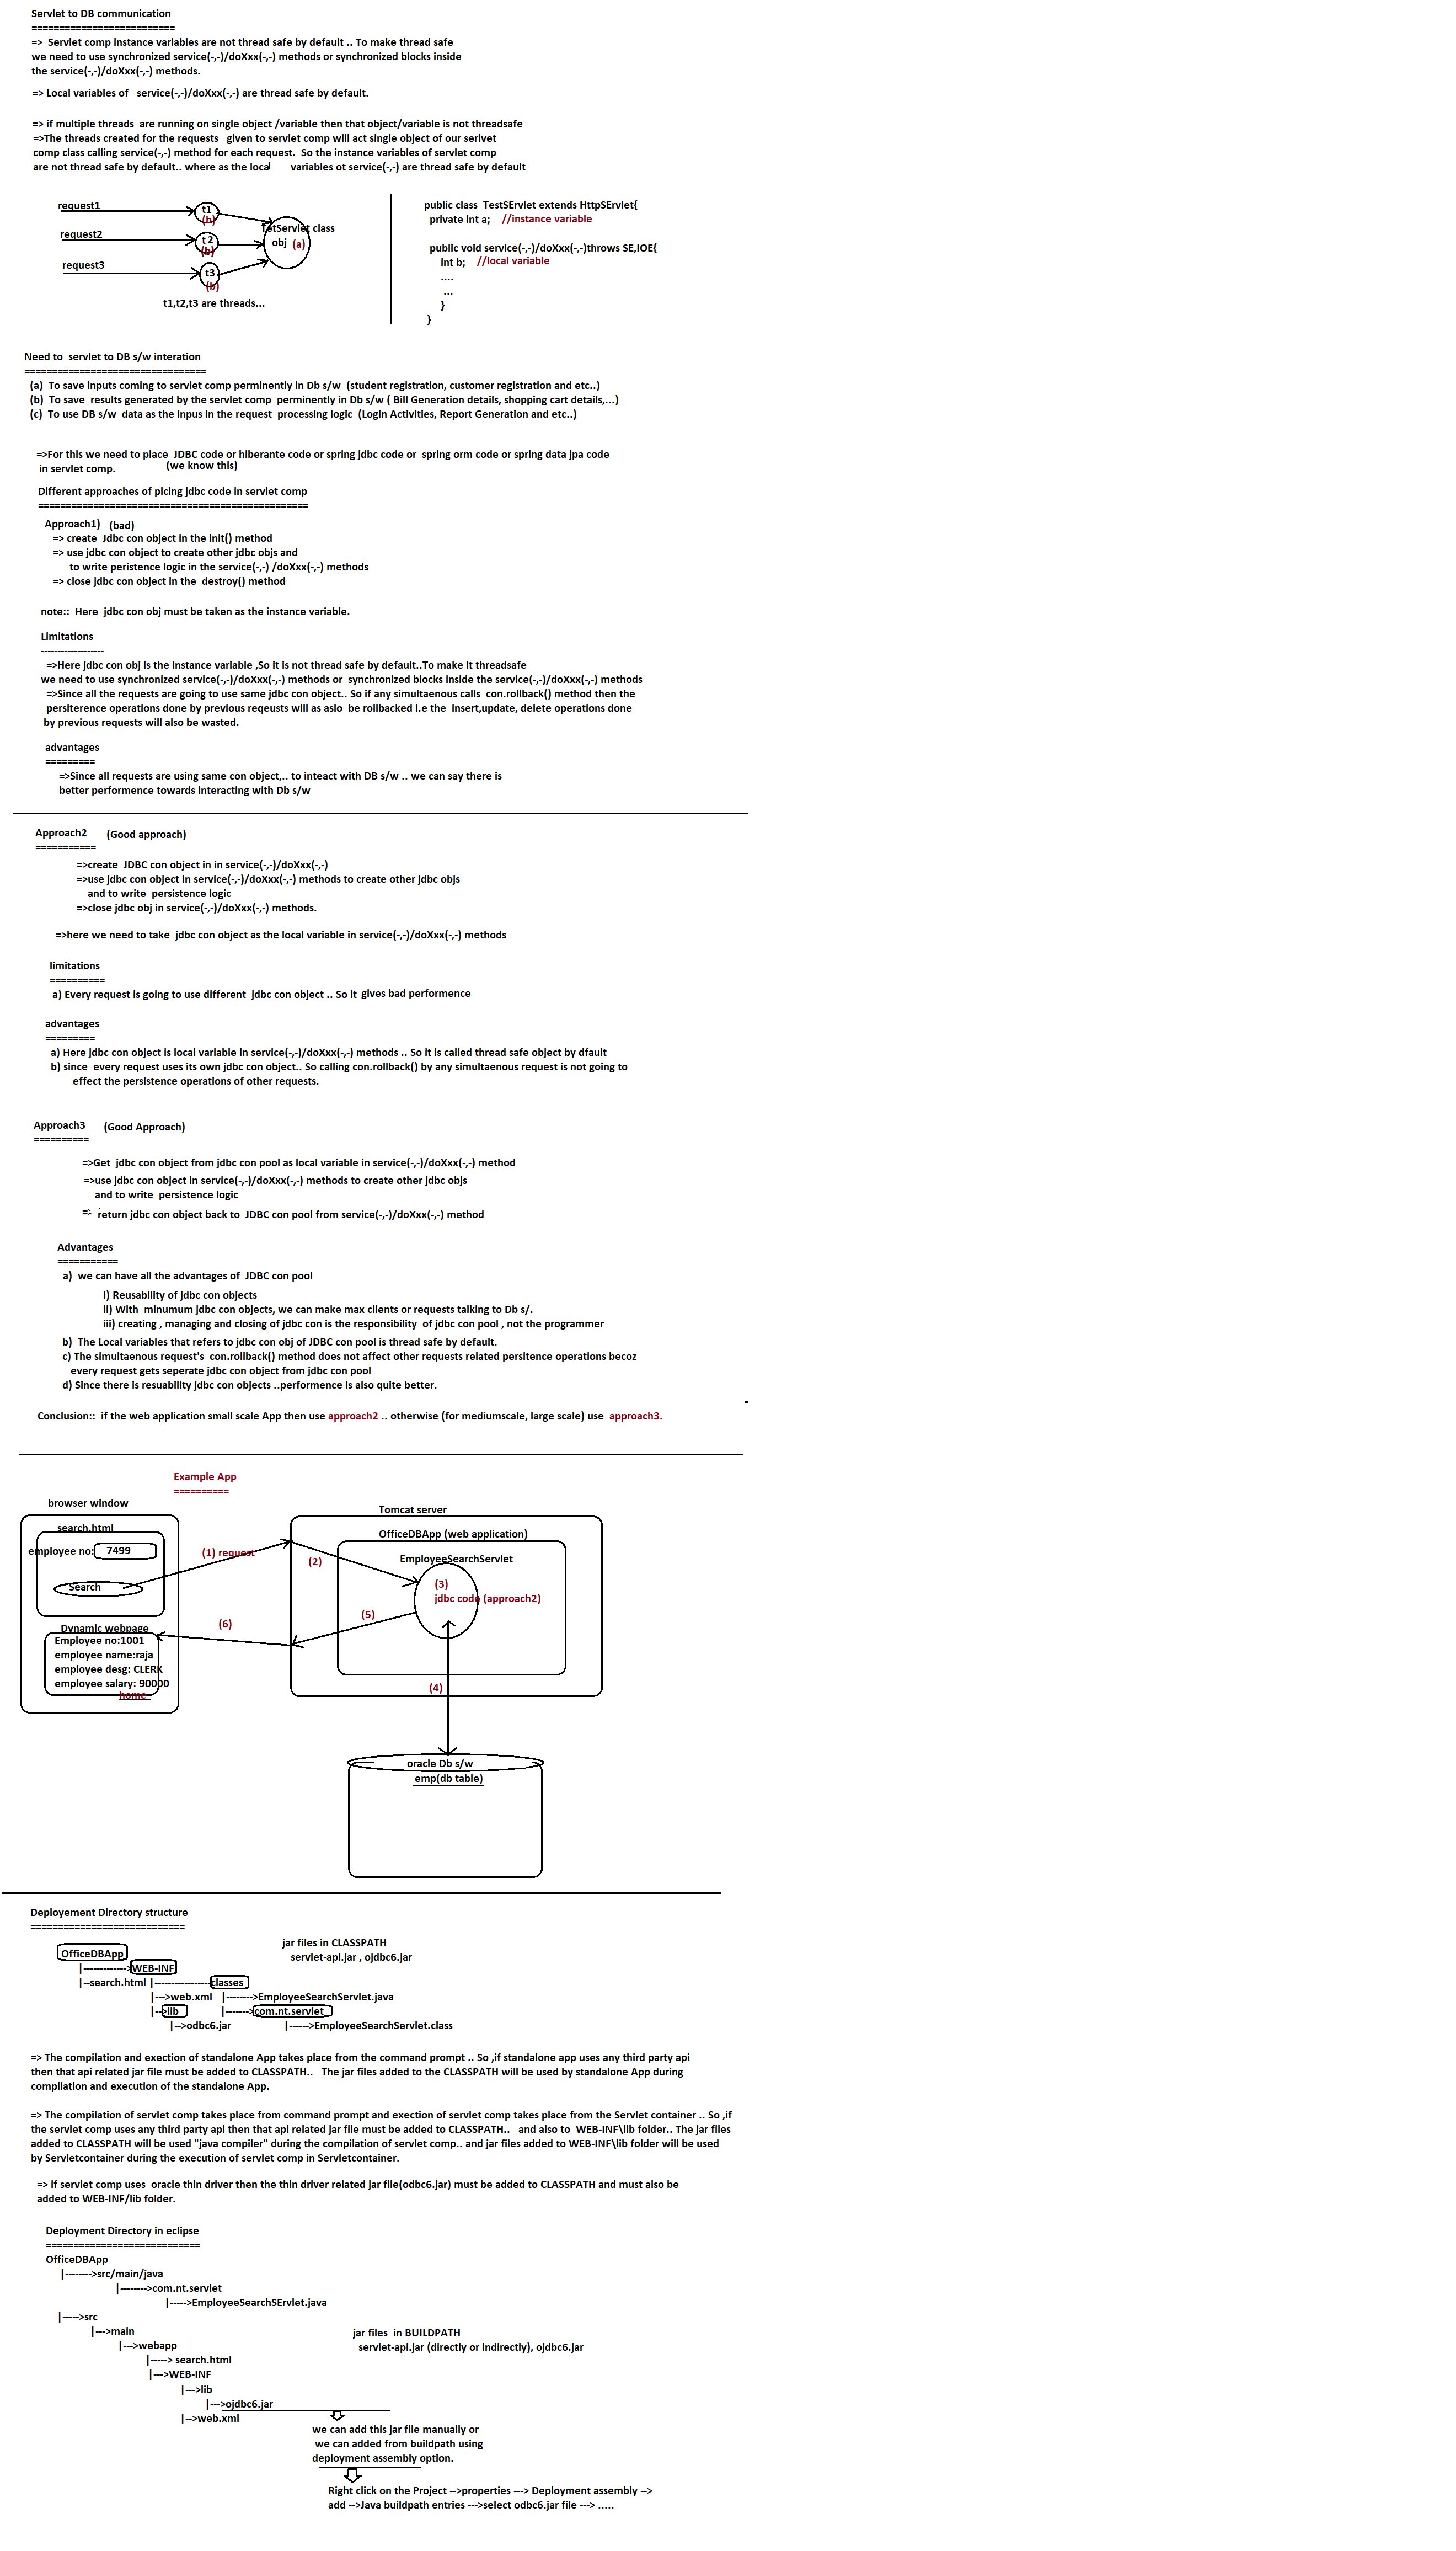 Servlet to DB communication
==========================
=> Servlet comp instance variables are not thread safe by default .. To make thread safe
we need to use synchronized service(-,-)/doXxx(-,-) methods or synchronized blocks inside
the service(-,-)/doXxx(-,-) methods.
=> Local variables of service(-,-)/doXxx(-,-) are thread safe by default.
=> if multiple threads are running on single object /variable then that object/variable is not threadsafe
=>The threads created for the requests given to servlet comp will act single object of our serlvet
comp class calling service(-,-) method for each request. So the instance variables of servlet comp
are not thread safe by default.. where as the local variables ot service(-,-) are thread safe by default
request1
t1
(b)
request2
t2
(b)
request3
t3
(b)
TetServlet class
obj (a)
t1,t2,t3 are threads...
public class TestSErvlet extends HttpSErvlet{
private int a; //instance variable
public void service(-,-)/doXxx(-,-)throws SE,IOE{
int b; //local variable
....
...
}
}
Need to servlet to DB s/w interation
=================================
(a) To save inputs coming to servlet comp perminently in Db s/w (student registration, customer registration and etc..)
(b) To save results generated by the servlet comp perminently in Db s/w ( Bill Generation details, shopping cart details,...)
(c) To use DB s/w data as the inpus in the request processing logic (Login Activities, Report Generation and etc..)
=>For this we need to place JDBC code or hiberante code or spring jdbc code or spring orm code or spring data jpa code
in servlet comp. (we know this)
Different approaches of plcing jdbc code in servlet comp
=================================================
Approach1) (bad)
=> create Jdbc con object in the init() method
=> use jdbc con object to create other jdbc objs and
to write peristence logic in the service(-,-) /doXxx(-,-) methods
=> close jdbc con object in the destroy() method
note:: Here jdbc con obj must be taken as the instance variable.
Limitations
-------------------
=>Here jdbc con obj is the instance variable ,So it is not thread safe by default..To make it threadsafe
we need to use synchronized service(-,-)/doXxx(-,-) methods or synchronized blocks inside the service(-,-)/doXxx(-,-) methods
=>Since all the requests are going to use same jdbc con object.. So if any simultaenous calls con.rollback() method then the
persiterence operations done by previous reqeusts will as aslo be rollbacked i.e the insert,update, delete operations done
by previous requests will also be wasted.
advantages
=========
=>Since all requests are using same con object,.. to inteact with DB s/w .. we can say there is
better performence towards interacting with Db s/w
Approach2 (Good approach)
===========
=>create JDBC con object in in service(-,-)/doXxx(-,-)
=>use jdbc con object in service(-,-)/doXxx(-,-) methods to create other jdbc objs
and to write persistence logic
=>close jdbc obj in service(-,-)/doXxx(-,-) methods.
=>here we need to take jdbc con object as the local variable in service(-,-)/doXxx(-,-) methods
limitations
==========
a) Every request is going to use different jdbc con object .. So it gives bad performence
advantages
=========
a) Here jdbc con object is local variable in service(-,-)/doXxx(-,-) methods .. So it is called thread safe object by dfault
b) since every request uses its own jdbc con object.. So calling con.rollback() by any simultaenous request is not going to
effect the persistence operations of other requests.
Approach3 (Good Approach)
==========
=>Get jdbc con object from jdbc con pool as local variable in service(-,-)/doXxx(-,-) method
=>use jdbc con object in service(-,-)/doXxx(-,-) methods to create other jdbc objs
and to write persistence logic
=> return jdbc con object back to JDBC con pool from service(-,-)/doXxx(-,-) method
Advantages
===========
a) we can have all the advantages of JDBC con pool
i) Reusability of jdbc con objects
ii) With minumum jdbc con objects, we can make max clients or requests talking to Db s/.
iii) creating , managing and closing of jdbc con is the responsibility of jdbc con pool , not the programmer
b) The Local variables that refers to jdbc con obj of JDBC con pool is thread safe by default.
c) The simultaenous request's con.rollback() method does not affect other requests related persitence operations becoz
every request gets seperate jdbc con object from jdbc con pool
d) Since there is resuability jdbc con objects ..performence is also quite better.
Conclusion:: if the web application small scale App then use approach2 .. otherwise (for mediumscale, large scale) use approach3.
Example App
==========
browser window
search.html
employee no: 7499
Search
Dynamic webpage
Employee no:1001
employee name:raja
employee desg: CLERK
employee salary: 90000
home
(1) request
(2)
(6)
(5)
Tomcat server
OfficeDBApp (web application)
EmployeeSearchServlet
(3)
jdbc code (approach2)
(4)
oracle Db s/w
emp(db table)
Deployement Directory structure
============================
jar files in CLASSPATH
servlet-api.jar , ojdbc6.jar
OfficeDBApp
|------------->WEB-INF
|--search.html |-----------------classes
|--->web.xml |-------->EmployeeSearchServlet.java
|-->lib |------->com.nt.servlet
|-->odbc6.jar |------>EmployeeSearchServlet.class
=> The compilation and exection of standalone App takes place from the command prompt .. So ,if standalone app uses any third party api
then that api related jar file must be added to CLASSPATH.. The jar files added to the CLASSPATH will be used by standalone App during
compilation and execution of the standalone App.
=> The compilation of servlet comp takes place from command prompt and exection of servlet comp takes place from the Servlet container .. So ,if
the servlet comp uses any third party api then that api related jar file must be added to CLASSPATH.. and also to WEB-INF\lib folder.. The jar files
added to CLASSPATH will be used "java compiler" during the compilation of servlet comp.. and jar files added to WEB-INF\lib folder will be used
by Servletcontainer during the execution of servlet comp in Servletcontainer.
=> if servlet comp uses oracle thin driver then the thin driver related jar file(odbc6.jar) must be added to CLASSPATH and must also be
added to WEB-INF/lib folder.
Deployment Directory in eclipse
============================
OfficeDBApp
|-------->src/main/java
|-------->com.nt.servlet
|----->EmployeeSearchSErvlet.java
|----->src
|--->main
|--->webapp
|-----> search.html
|--->WEB-INF
|--->lib
|--->ojdbc6.jar
|--->web.xml
jar files in BUILDPATH
servlet-api.jar (directly or indirectly), ojdbc6.jar
we can add this jar file manually or
we can added from buildpath using
deployment assembly option.
Right click on the Project -->properties ---> Deployment assembly -->
add -->Java buildpath entries --->select odbc6.jar file ---> .....